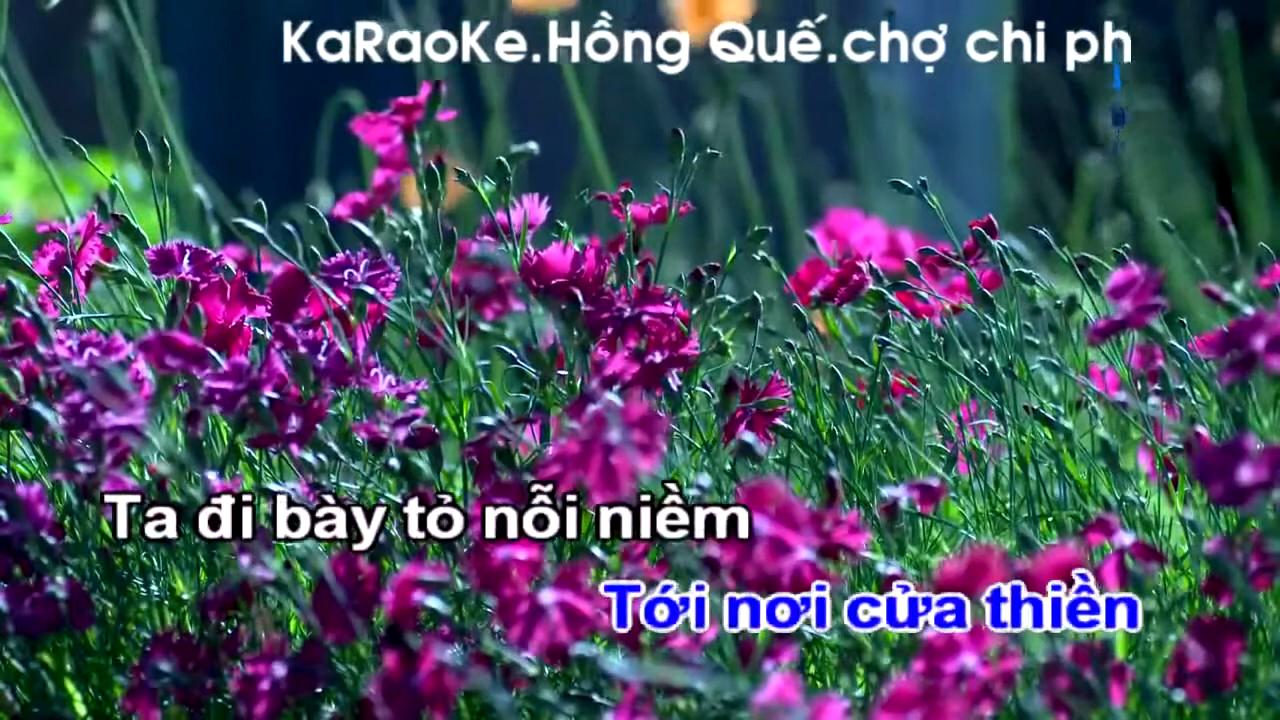 KaRaoKe.Hồng Quế.chợ chi ph
Ta đi bày tỏ nỗi niềm
Tới nơi cửa thiền